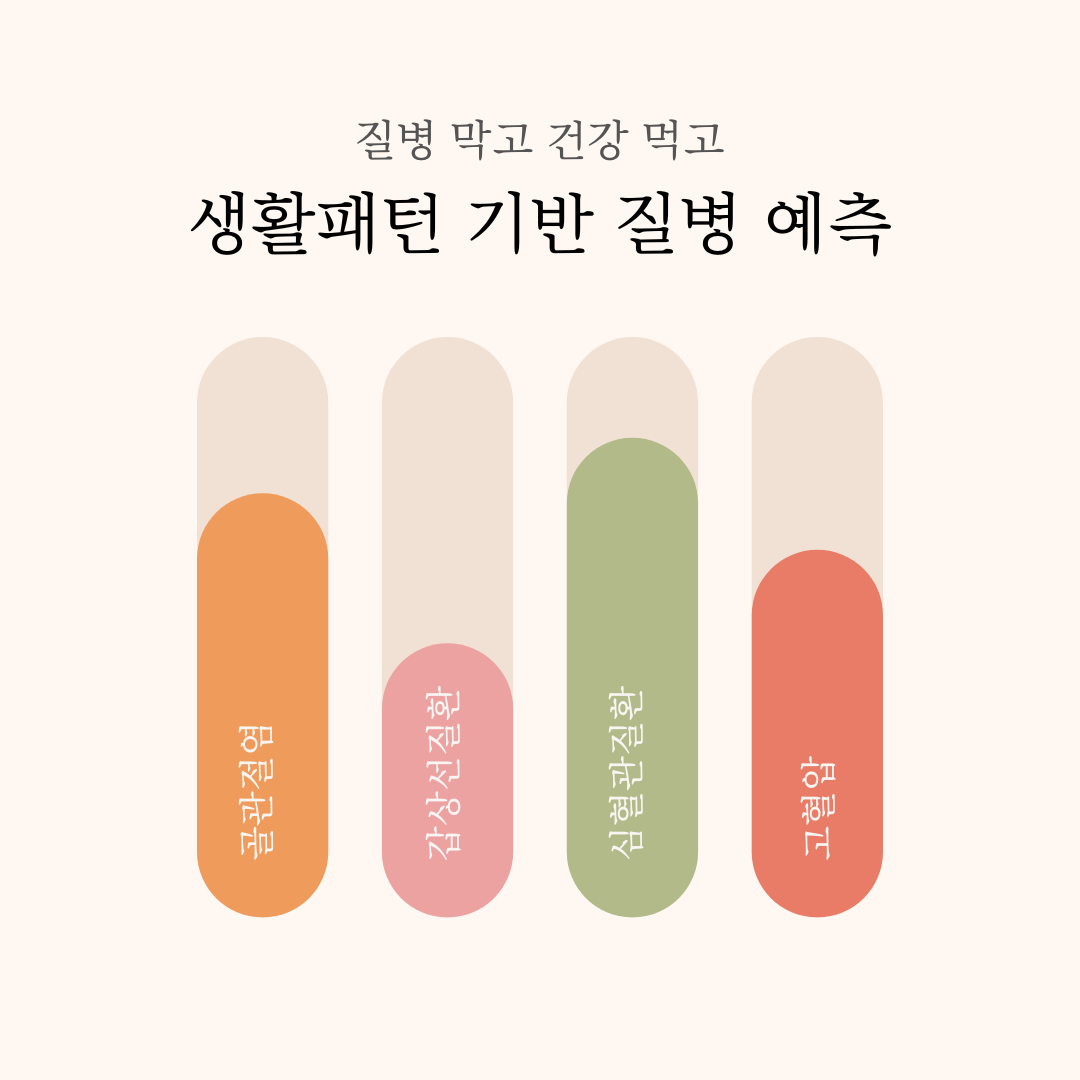 질병 막고 건강 먹고
생활패턴 기반 질병 예측
골관절염
갑상선질환
심혈관질환
고혈압